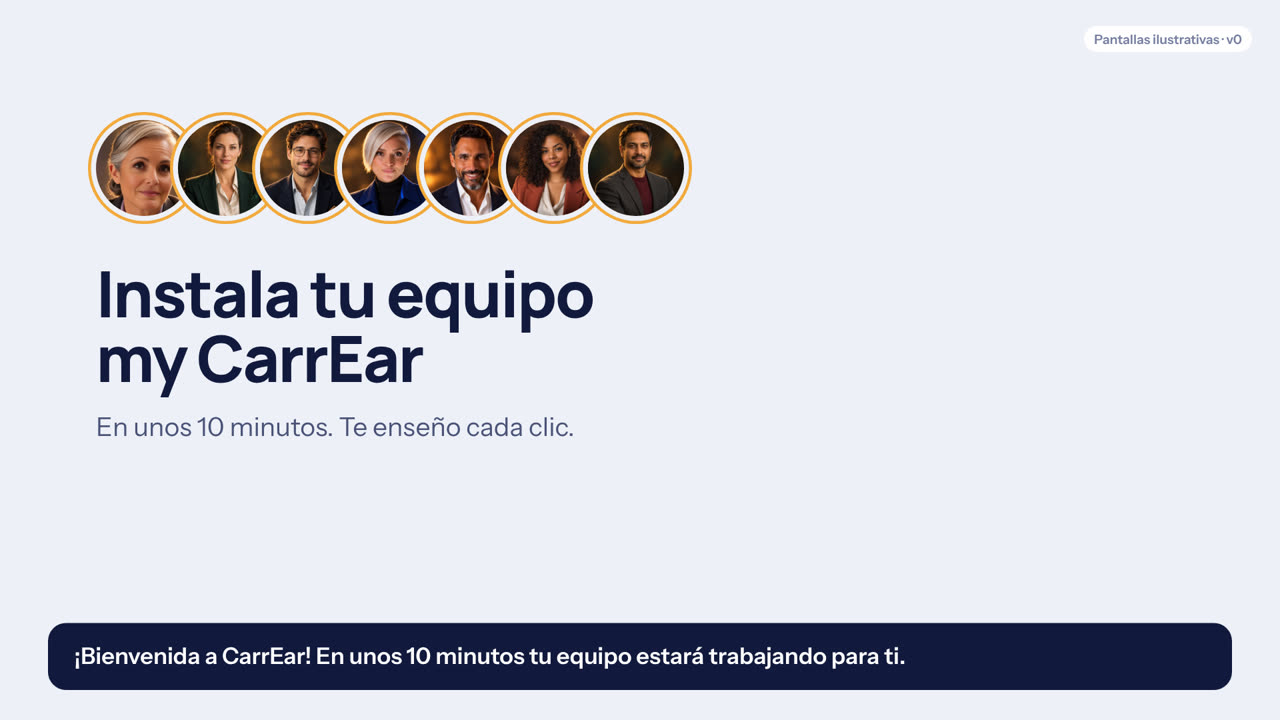 Pantallas ilustrativas · v0
Instala tu equipo
my CarrEar
En unos 10 minutos. Te enseño cada clic.
¡Bienvenida a CarrEar! En unos 10 minutos tu equipo estará trabajando para ti.